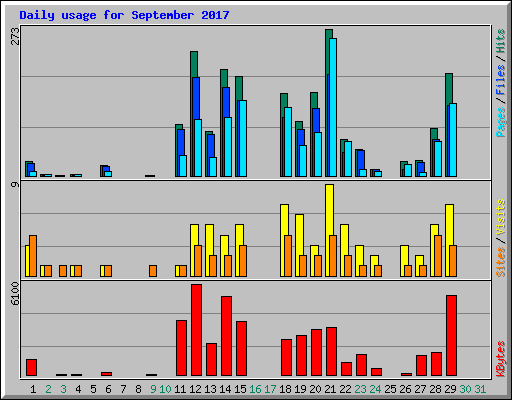 Daily usage for September 2017
273
Pages / Files / Hits
9
Sites / Visits
6100
KBytes
1 2 3 4 5 6 7 8 9 10 11 12 13 14 15 16 17 18 19 20 21 22 23 24 25 26 27 28 29 30 31